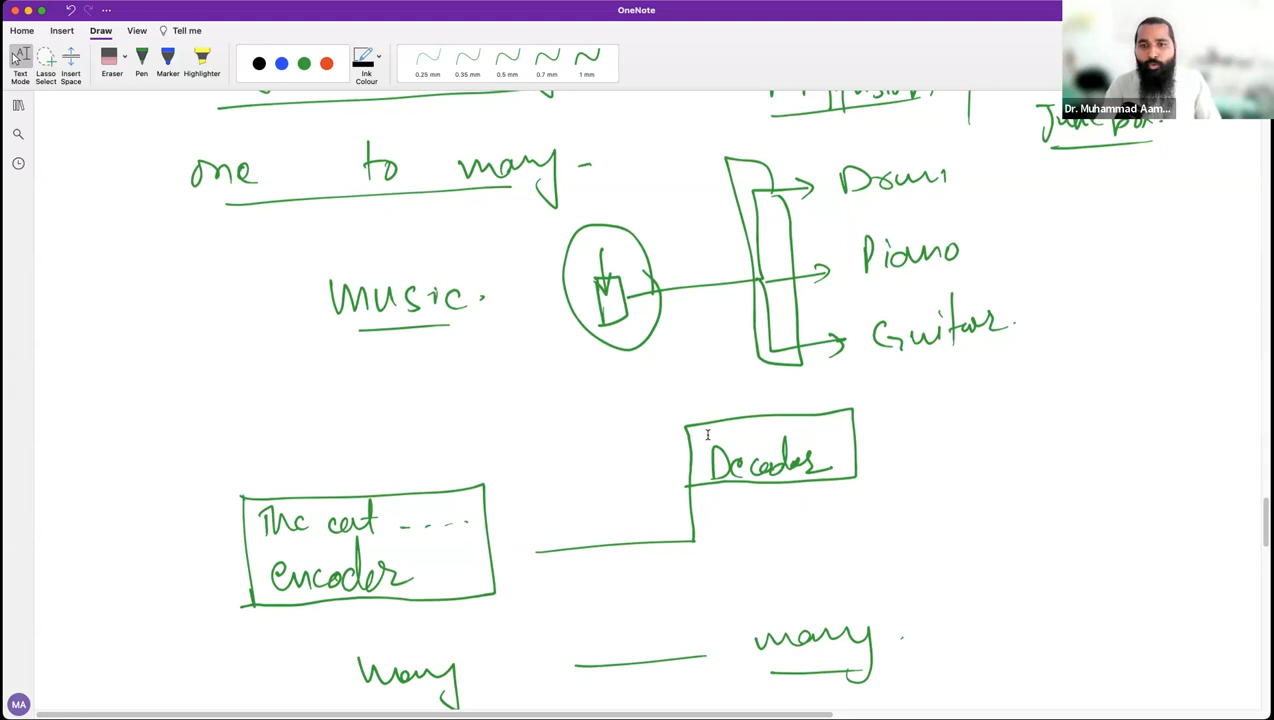 OneNote
Home Insert Draw View Tell me
Text Mode Lasso Select Insert Space Eraser Pen Marker Highlighter Ink Colour 0.25 mm 0.35 mm 0.5 mm 0.7 mm 1 mm
Dr. Muhammad Aam...
one to many -
Drum
Piano
music.
Guitar.
Decoder
The cat - - - -
encoder
many — many.
MA